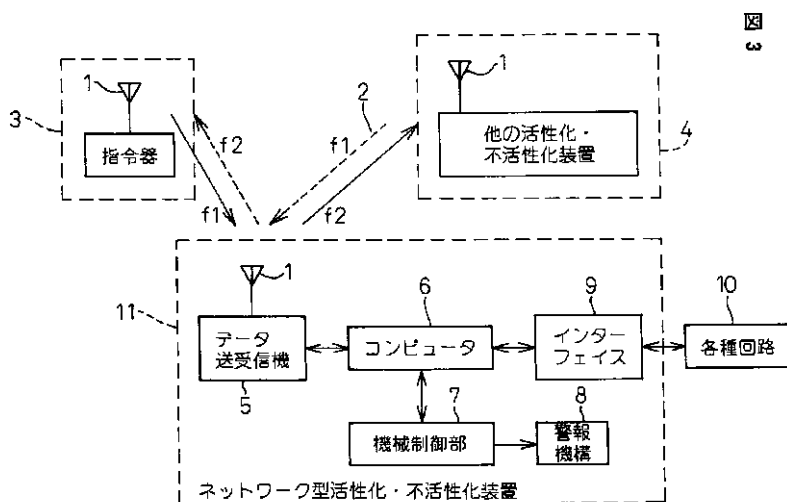 図3
1
3
指令器
f2
f1
2
f1
f2
1
他の活性化・
不活性化装置
4
11
1
データ
送受信機
5
6
コンピュータ
9
インター
フェイス
10
各種回路
7
機械制御部
8
警報
機構
ネットワーク型活性化・不活性化装置